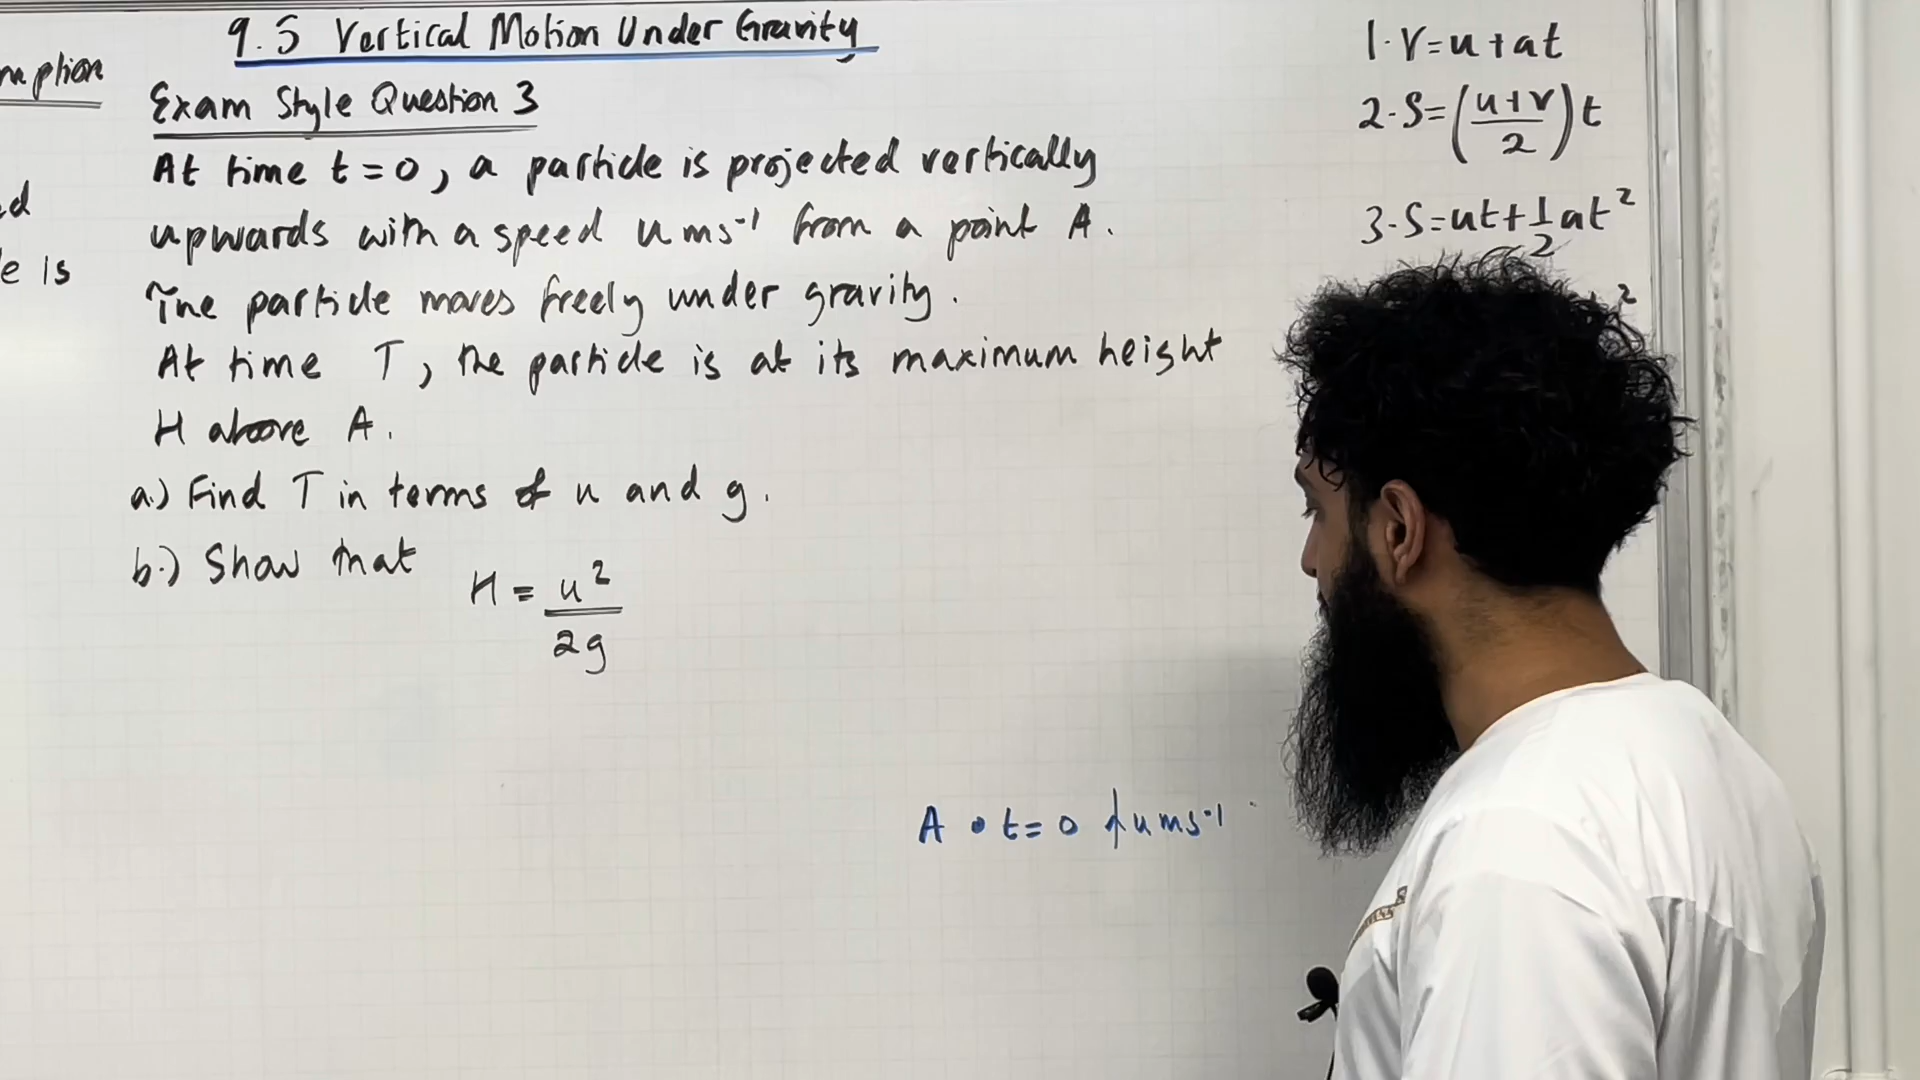 9.5 Vertical Motion Under Gravity
Exam Style Question 3
At time t=0, a particle is projected vertically
upwards with a speed u ms⁻¹ from a point A.
The particle moves freely under gravity.
At time T, the particle is at its maximum height
H above A.
a.) Find T in terms of u and g.
b.) Show that
H = u²/2g
A • t=0 ↑ u ms⁻¹
1. V=u+at
2. S=(u+v/2)t
3. S=ut+1/2at²
²
d
e is